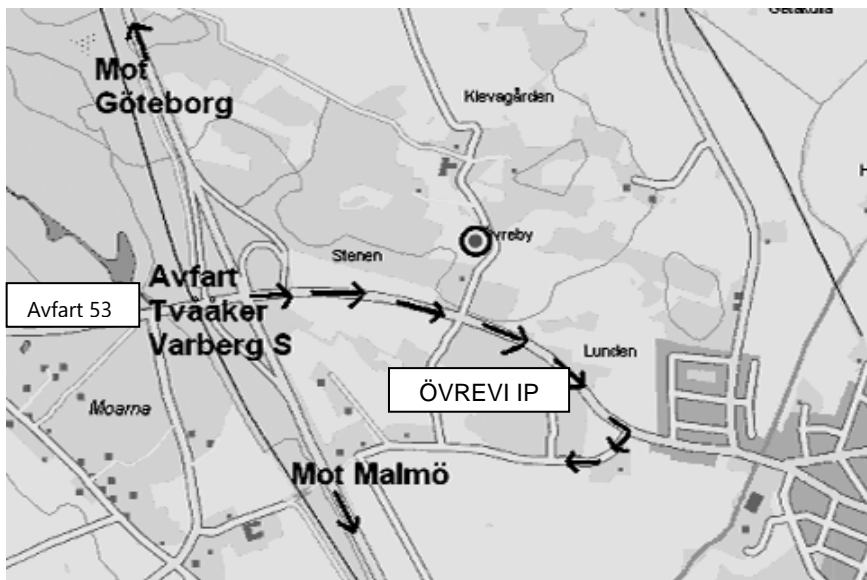 Mot
Göteborg
Klevagården
Stenen
Avfart
Tvååker
Varberg S
Avfart 53
Lunden
ÖVREVI IP
Moarna
Mot Malmö